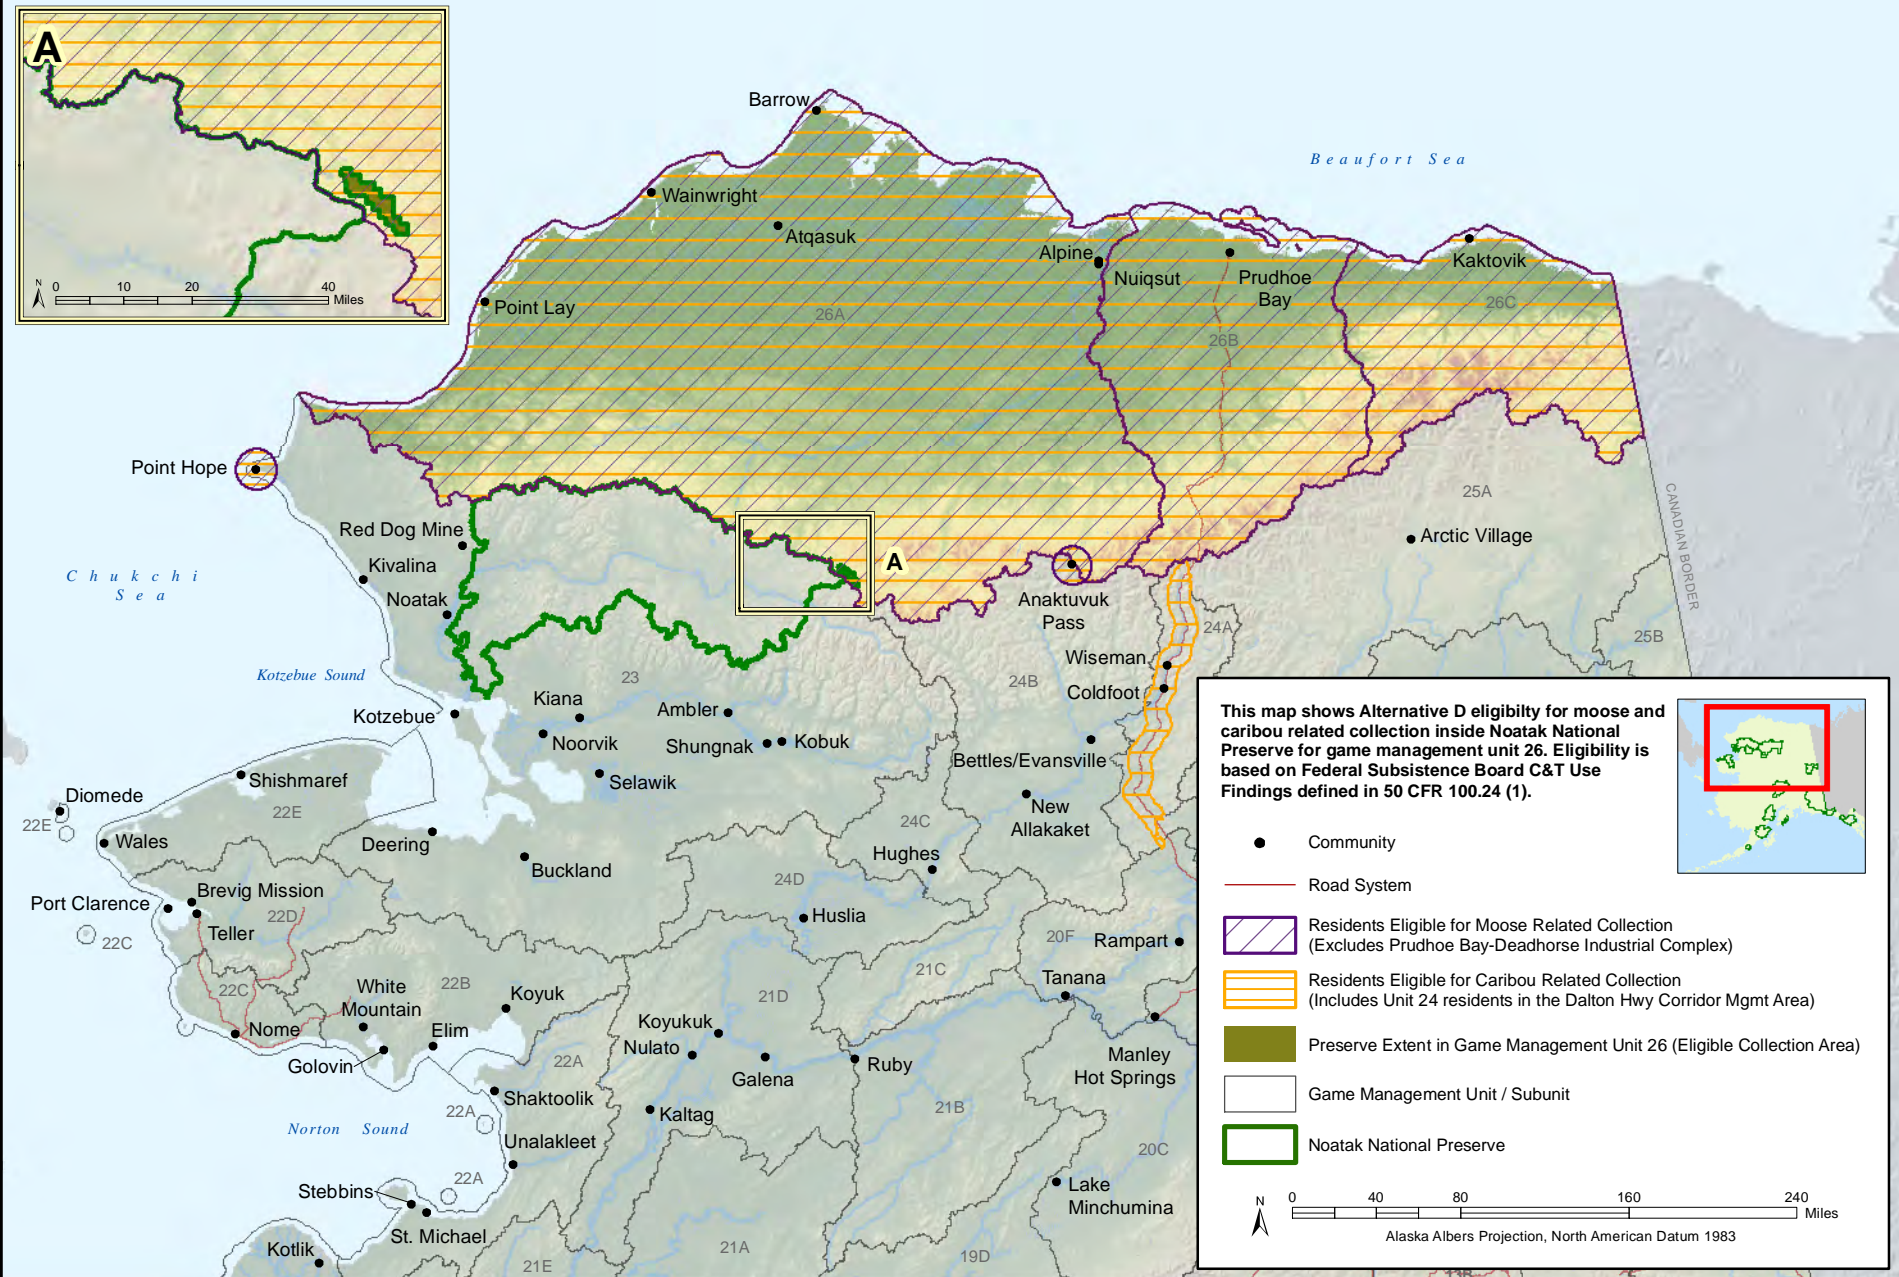 A
N
0
10
20
40
Miles
Barrow
Beaufort Sea
Wainwright
Atqasuk
Alpine
Nuiqsut
Prudhoe
Bay
Kaktovik
Point Lay
26A
26B
26C
Point Hope
25A
CANADIAN BORDER
Red Dog Mine
Arctic Village
Kivalina
A
Chukchi
Sea
Noatak
Anaktuvuk
Pass
24A
25B
Wiseman
Kotzebue Sound
23
24B
Coldfoot
Kiana
Ambler
Kotzebue
Noorvik
Shungnak
Kobuk
Bettles/Evansville
Shishmaref
Selawik
Diomede
22E
22E
New
Allakaket
24C
Wales
Deering
Hughes
Buckland
24D
Brevig Mission
Port Clarence
22D
Teller
Huslia
22C
20F
Rampart
21C
Tanana
22C
White
Mountain
22B
Koyuk
21D
Nome
Elim
Koyukuk
Nulato
Golovin
22A
Galena
Ruby
Manley
Hot Springs
Shaktoolik
22A
Kaltag
21B
Norton Sound
Unalakleet
20C
22A
Stebbins
Lake
Minchumina
St. Michael
Kotlik
21A
21E
19D
This map shows Alternative D eligibilty for moose and
caribou related collection inside Noatak National
Preserve for game management unit 26. Eligibility is
based on Federal Subsistence Board C&T Use
Findings defined in 50 CFR 100.24 (1).
Community
Road System
Residents Eligible for Moose Related Collection
(Excludes Prudhoe Bay-Deadhorse Industrial Complex)
Residents Eligible for Caribou Related Collection
(Includes Unit 24 residents in the Dalton Hwy Corridor Mgmt Area)
Preserve Extent in Game Management Unit 26 (Eligible Collection Area)
Game Management Unit / Subunit
Noatak National Preserve
N
0
40
80
160
240
Miles
Alaska Albers Projection, North American Datum 1983